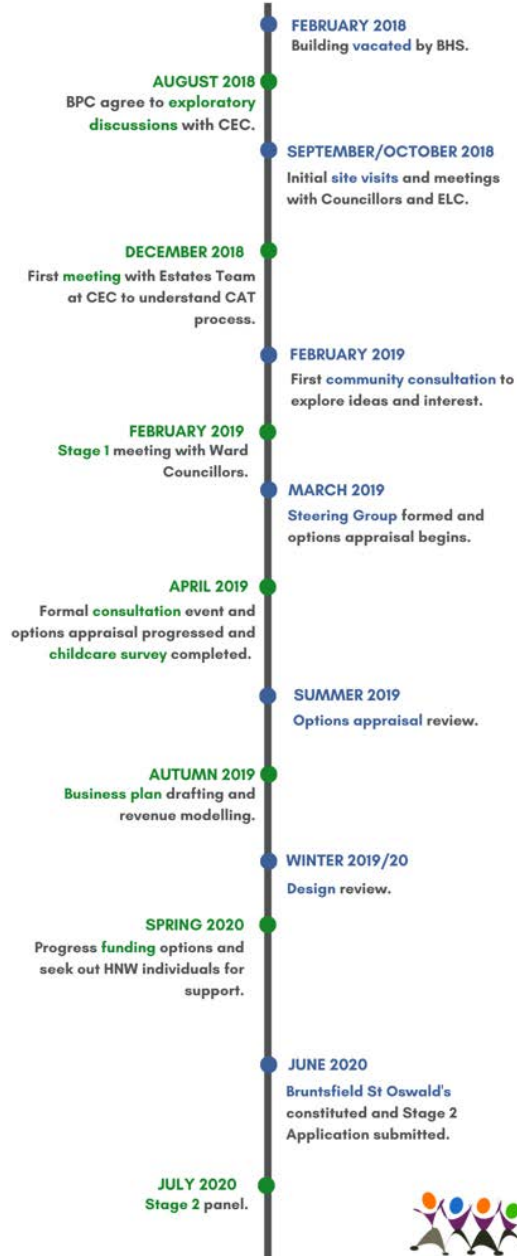 FEBRUARY 2018
Building vacated by BHS.
AUGUST 2018
BPC agree to exploratory
discussions with CEC.
SEPTEMBER/OCTOBER 2018
Initial site visits and meetings
with Councillors and ELC.
DECEMBER 2018
First meeting with Estates Team
at CEC to understand CAT
process.
FEBRUARY 2019
First community consultation to
explore ideas and interest.
FEBRUARY 2019
Stage 1 meeting with Ward
Councillors.
MARCH 2019
Steering Group formed and
options appraisal begins.
APRIL 2019
Formal consultation event and
options appraisal progressed and
childcare survey completed.
SUMMER 2019
Options appraisal review.
AUTUMN 2019
Business plan drafting and
revenue modelling.
WINTER 2019/20
Design review.
SPRING 2020
Progress funding options and
seek out HNW individuals for
support.
JUNE 2020
Bruntsfield St Oswald's
constituted and Stage 2
Application submitted.
JULY 2020
Stage 2 panel.